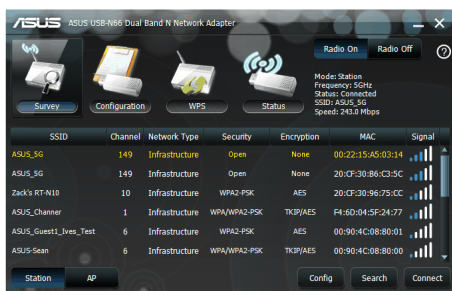 ASUS ASUS USB-N66 Dual Band N Network Adapter
Radio On Radio Off
Mode: Station
Frequency: 5GHz
Status: Connected
SSID: ASUS_5G
Speed: 243.0 Mbps
Survey Configuration WPS Status
SSID Channel Network Type Security Encryption MAC Signal
ASUS_5G 149 Infrastructure Open None 00:22:15:A5:03:14
ASUS_5G 149 Infrastructure Open None 20:CF:30:B6:C3:5C
Zack's RT-N10 10 Infrastructure WPA2-PSK AES 20:CF:30:96:75:CC
ASUS_Channer 1 Infrastructure WPA/WPA2-PSK TKIP/AES F4:6D:04:5F:24:77
ASUS_Guest1_Ives_Test 6 Infrastructure WPA2-PSK AES 00:90:4C:08:80:01
ASUS-Sean 6 Infrastructure WPA/WPA2-PSK TKIP/AES 00:90:4C:08:80:00
Station AP Config Search Connect